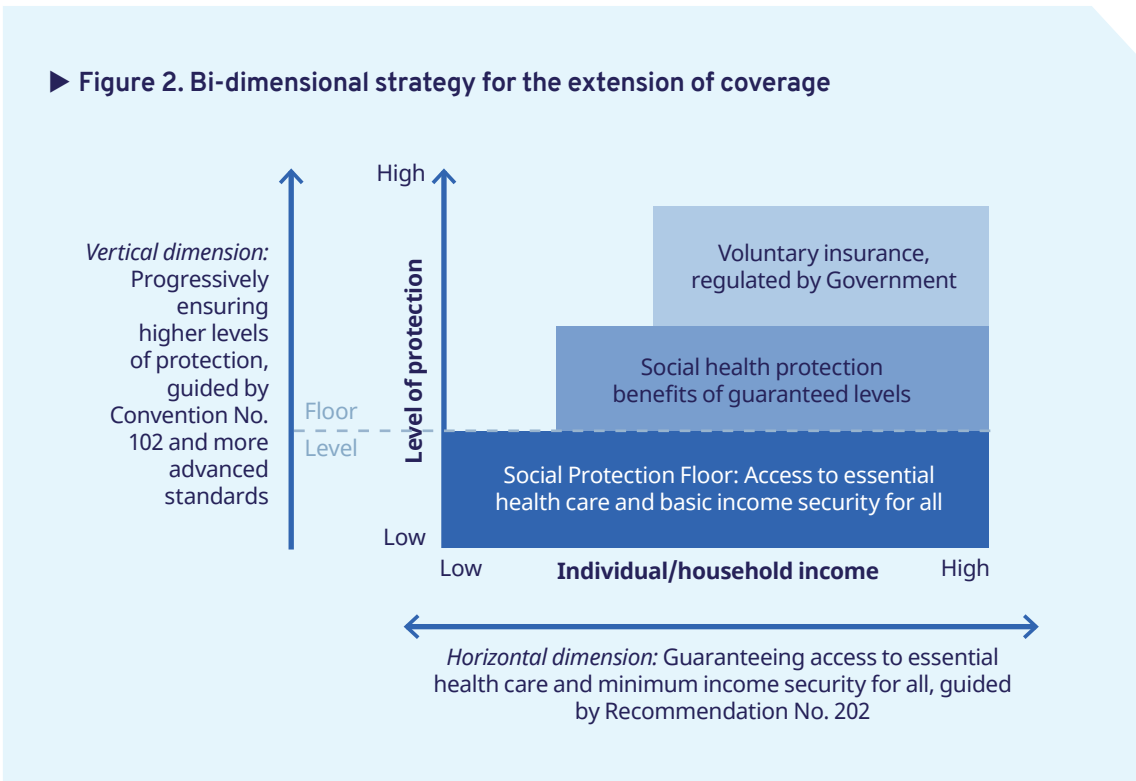 ▶ Figure 2. Bi-dimensional strategy for the extension of coverage
Vertical dimension:
Progressively
ensuring
higher levels
of protection,
guided by
Convention No.
102 and more
advanced
standards
Floor
Level
High
Level of protection
Low
Voluntary insurance,
regulated by Government
Social health protection
benefits of guaranteed levels
Social Protection Floor: Access to essential
health care and basic income security for all
Low
Individual/household income
High
Horizontal dimension: Guaranteeing access to essential
health care and minimum income security for all, guided
by Recommendation No. 202